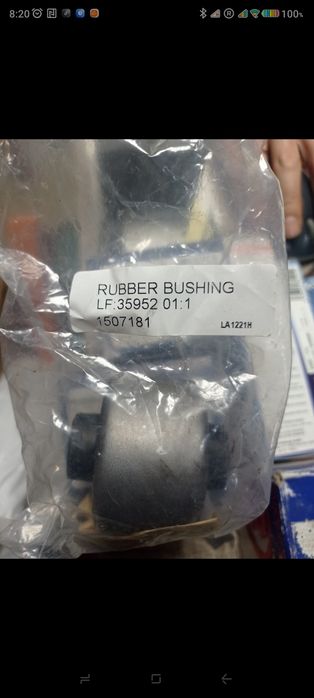 8:20
100%
RUBBER BUSHING
LF:35952 01:1
1507181
LA1221H